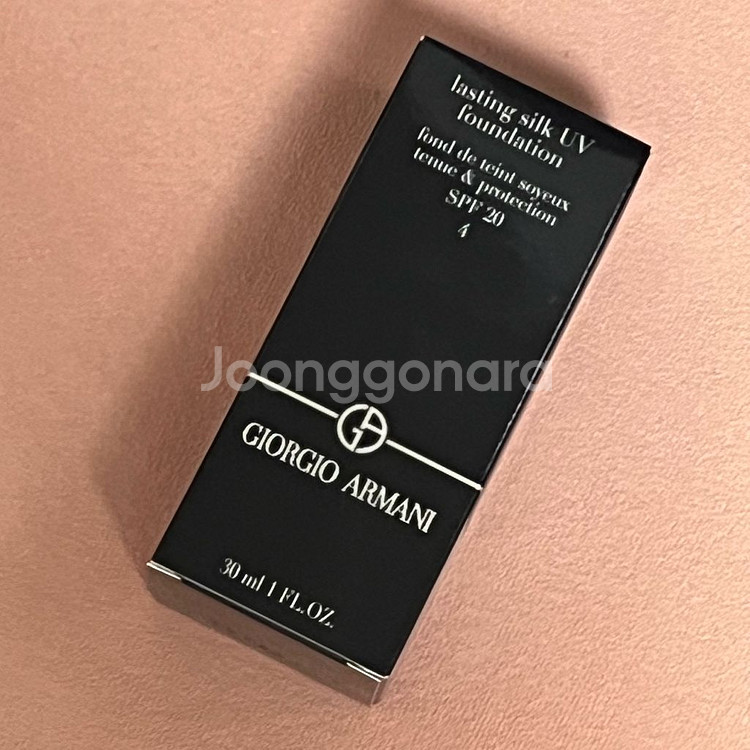 lasting silk UV
foundation
fond de teint soyeux
tenue & protection
SPF 20
4
Joonggonara
GA
GIORGIO ARMANI
30 ml 1 FL.OZ.